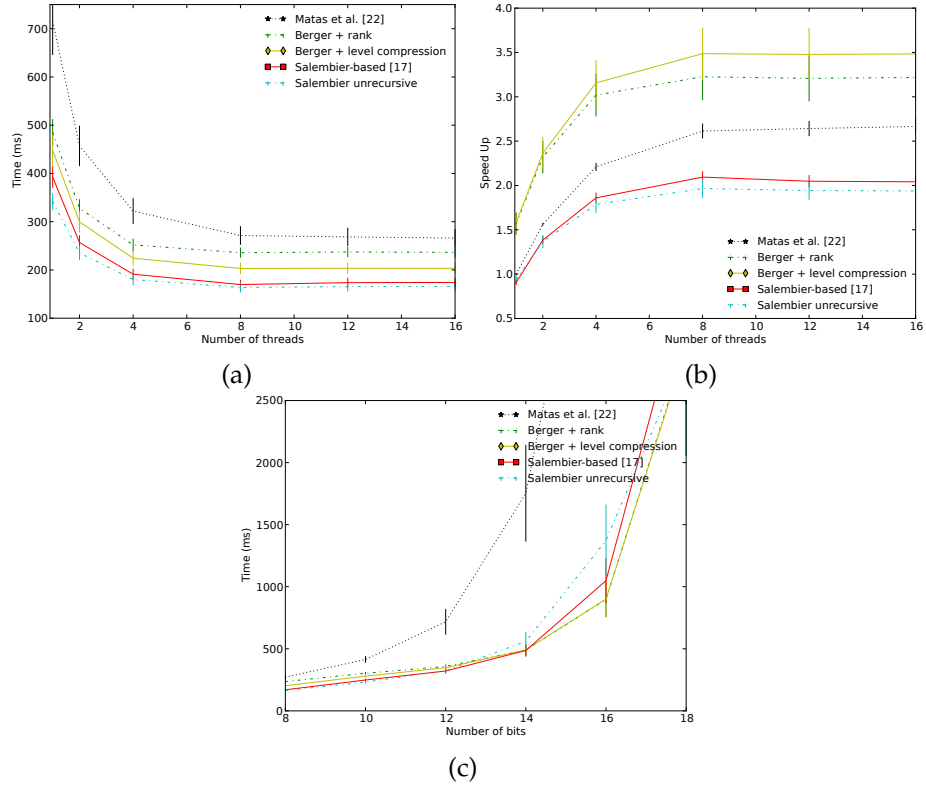 700
600
500
400
300
200
100
Time (ms)
2 4 6 8 10 12 14 16
Number of threads
Matas et al. [22]
Berger + rank
Berger + level compression
Salembier-based [17]
Salembier unrecursive
(a)
4.0
3.5
3.0
2.5
2.0
1.5
1.0
0.5
Speed Up
2 4 6 8 10 12 14 16
Number of threads
Matas et al. [22]
Berger + rank
Berger + level compression
Salembier-based [17]
Salembier unrecursive
(b)
2500
2000
1500
1000
500
0
Time (ms)
8 10 12 14 16 18
Number of bits
Matas et al. [22]
Berger + rank
Berger + level compression
Salembier-based [17]
Salembier unrecursive
(c)